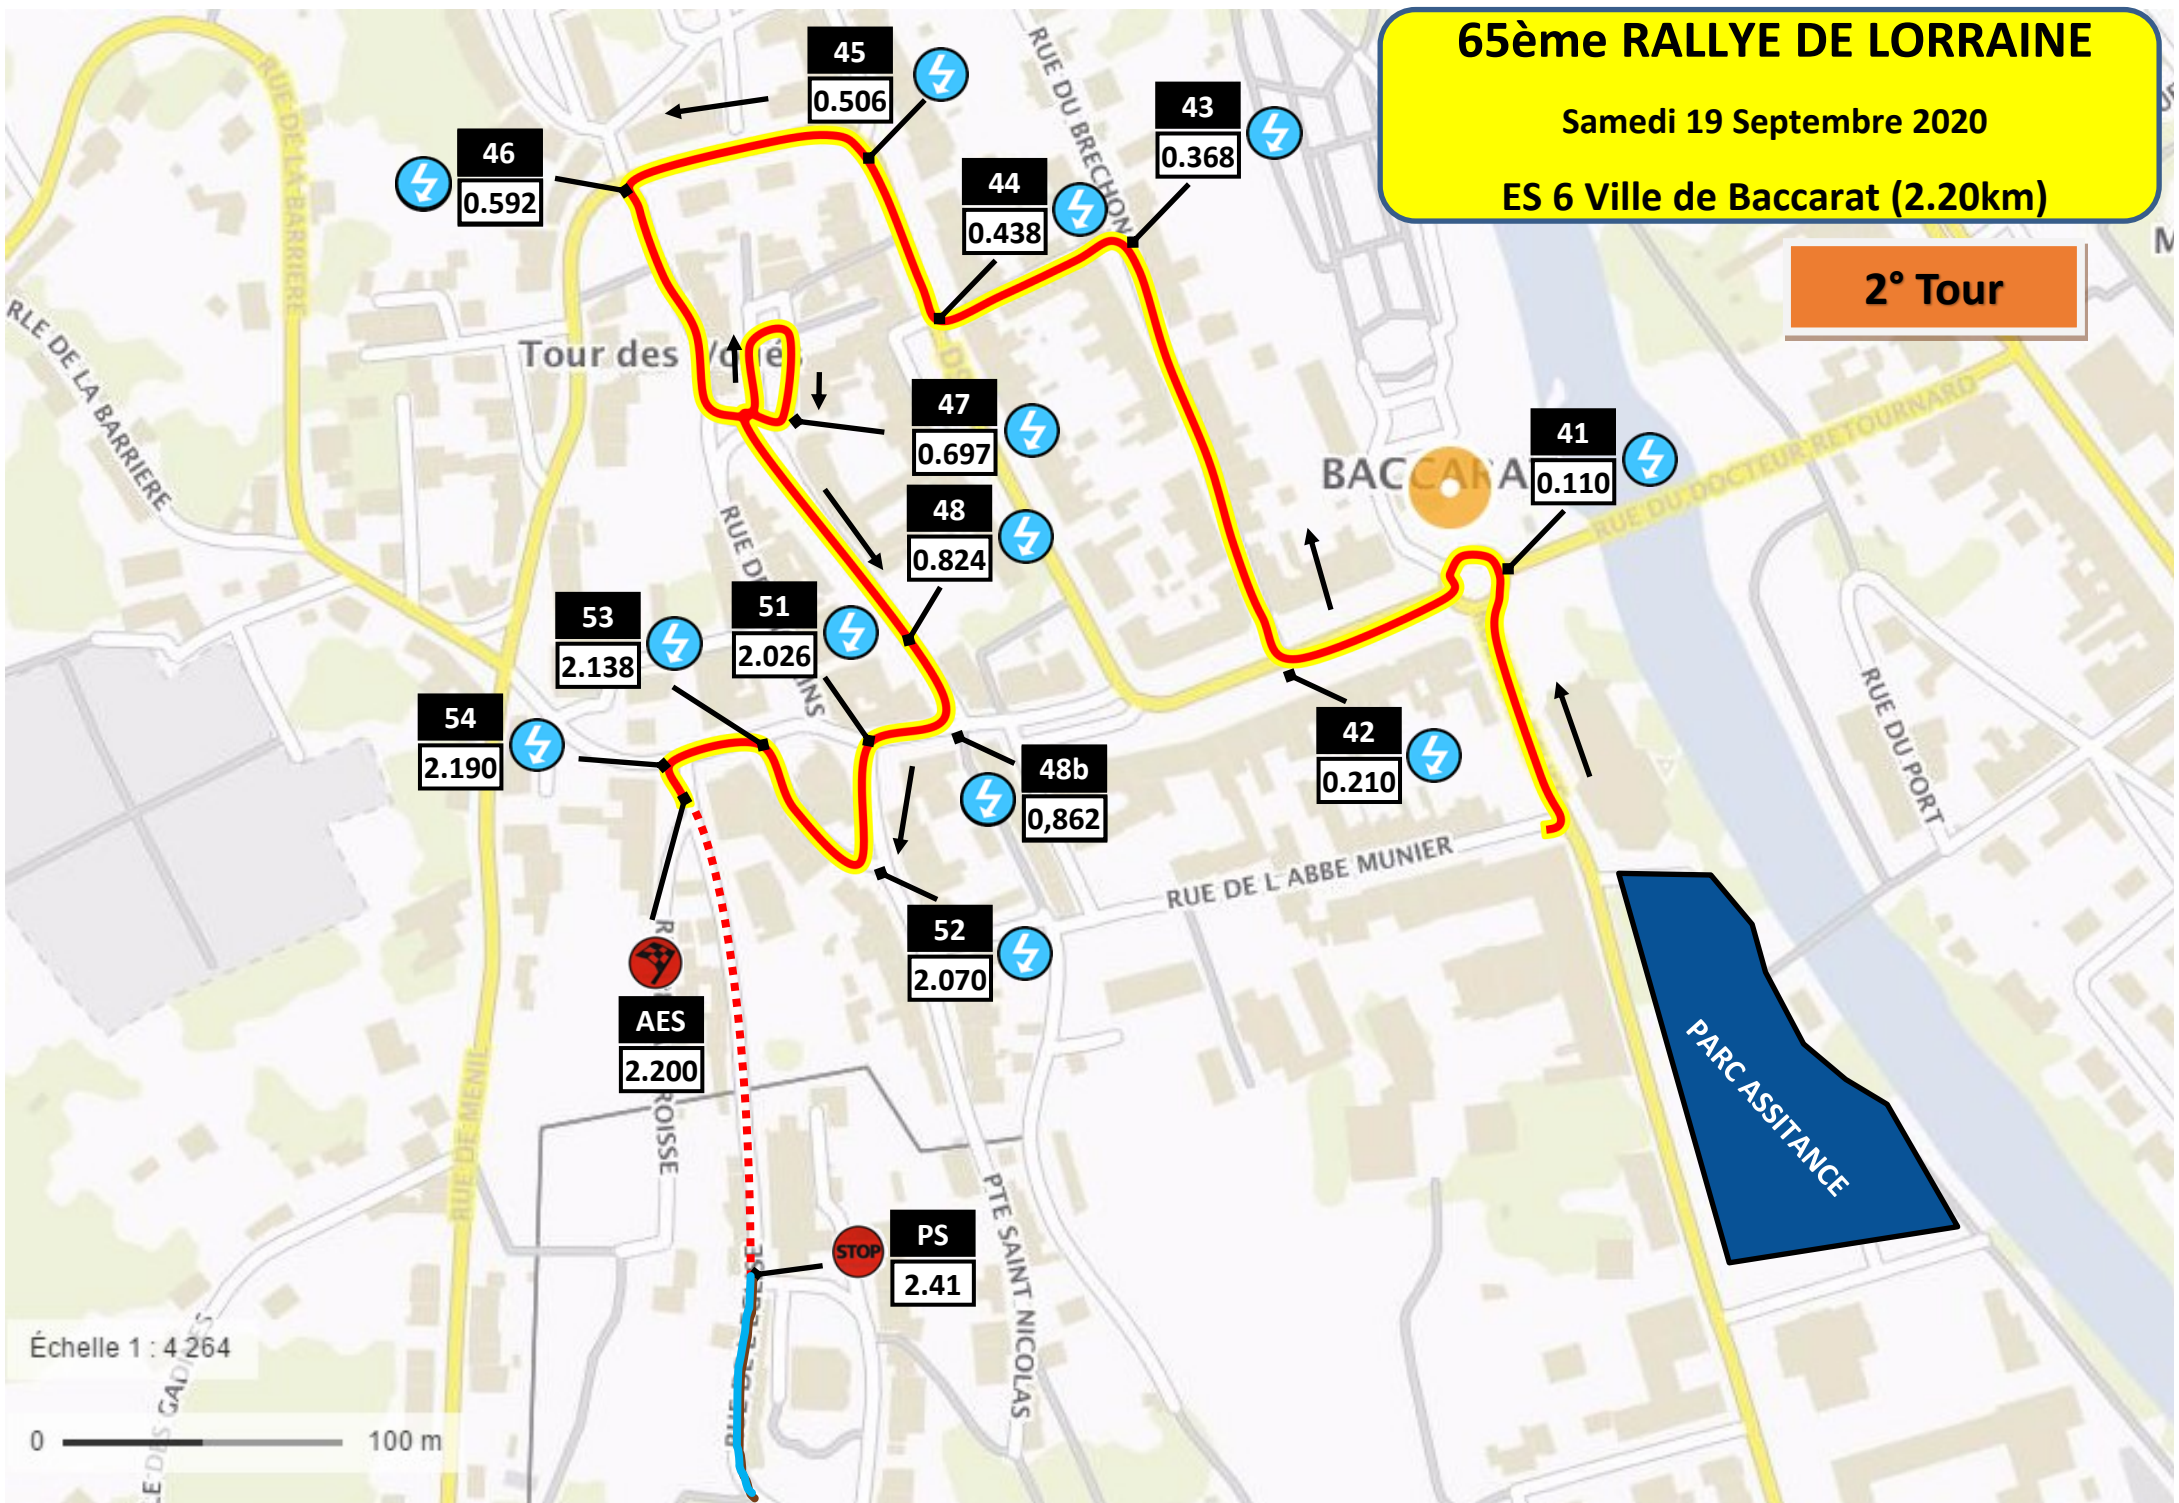 65ème RALLYE DE LORRAINE
Samedi 19 Septembre 2020
ES 6 Ville de Baccarat (2.20km)
2° Tour
45
0.506
43
0.368
46
0.592
44
0.438
47
0.697
48
0.824
41
0.110
53
2.138
51
2.026
54
2.190
42
0.210
48b
0,862
52
2.070
AES
2.200
STOP
PS
2.41
PARC ASSITANCE
RUE DE LA BARRIERE
RLE DE LA BARRIERE
RUE DU BRECHON
Tour des
BACCARAT
RUE DU DOCTEUR RETOURNARD
RUE DU PORT
RUE DE L ABBE MUNIER
RUE DE MENIL
PTE SAINT NICOLAS
Échelle 1 : 4 264
0 100 m